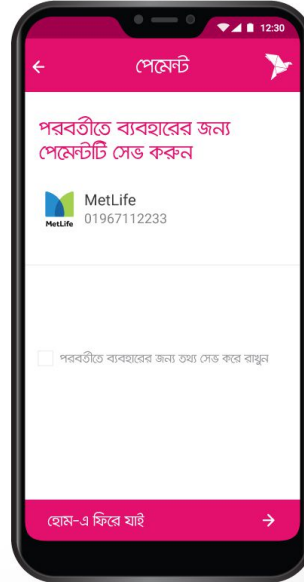 12:30
পেমেন্ট
পরবর্তীতে ব্যবহারের জন্য
পেমেন্টটি সেভ করুন
MetLife
01967112233
MetLife
পরবর্তীতে ব্যবহারের জন্য তথ্য সেভ করে রাখুন
হোম-এ ফিরে যাই